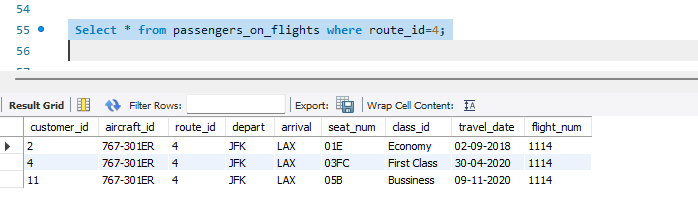 54
55 Select * from passengers_on_flights where route_id=4;
56
Result Grid Filter Rows: Export: Wrap Cell Content:
customer_id aircraft_id route_id depart arrival seat_num class_id travel_date flight_num
2 767-301ER 4 JFK LAX 01E Economy 02-09-2018 1114
4 767-301ER 4 JFK LAX 03FC First Class 30-04-2020 1114
11 767-301ER 4 JFK LAX 05B Bussiness 09-11-2020 1114